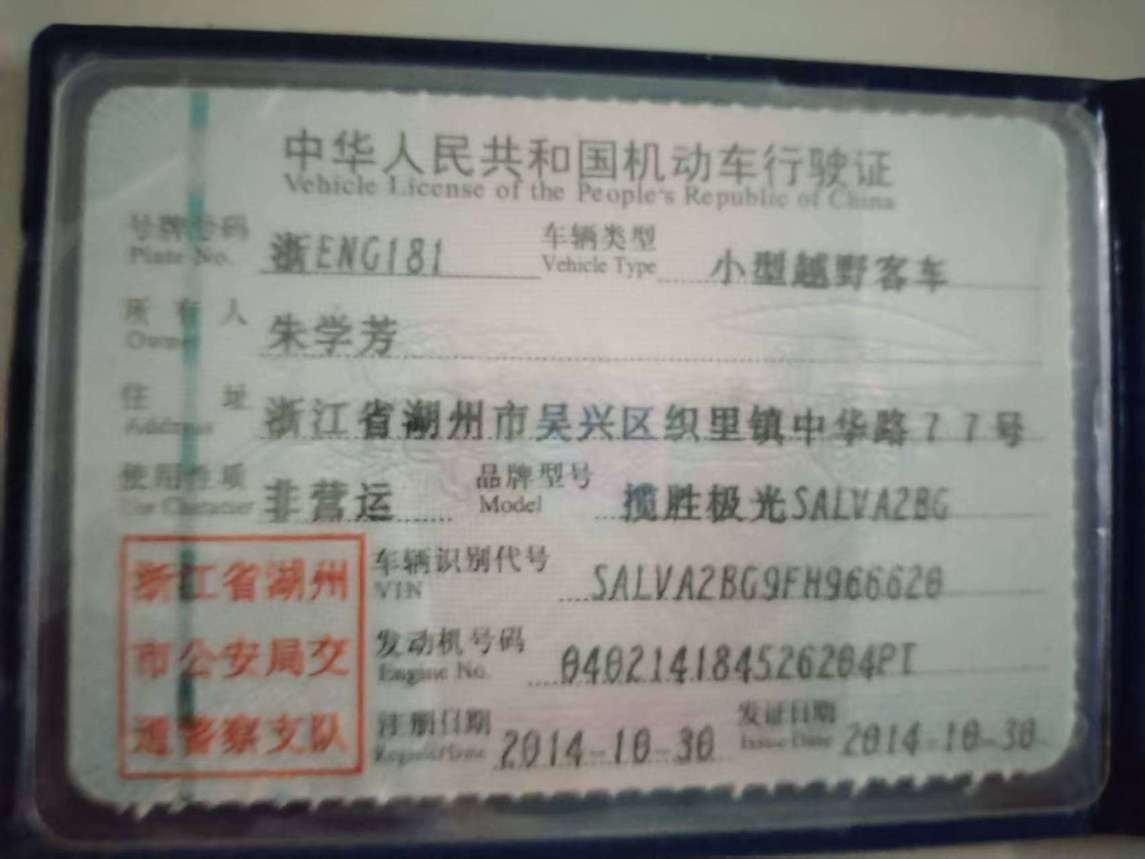 中华人民共和国机动车行驶证
Vehicle License of the People's Republic of China
号牌号码 浙ENG181 车辆类型 小型越野客车
Plate No. Vehicle Type
所有人 朱学芳
Owner
住址 浙江省湖州市吴兴区织里镇中华路77号
Address
使用性质 非营运 品牌型号 揽胜极光SALVA2BG
Use Character Model
浙江省湖州
市公安局交
通警察支队
车辆识别代号 SALVA2BG9FH966620
VIN
发动机号码 040214184526204PT
Engine No.
注册日期 2014-10-30 发证日期 2014-10-30
Register Date Issue Date